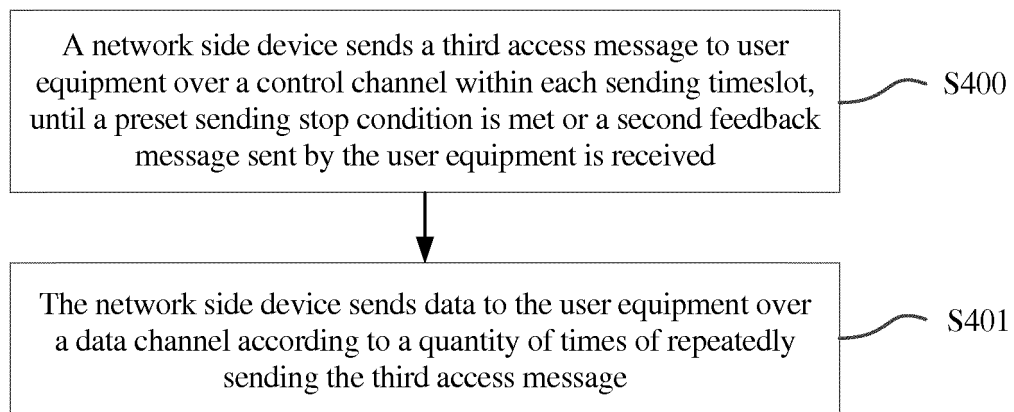 A network side device sends a third access message to user
equipment over a control channel within each sending timeslot,
until a preset sending stop condition is met or a second feedback
message sent by the user equipment is received
S400
The network side device sends data to the user equipment over
a data channel according to a quantity of times of repeatedly
sending the third access message
S401